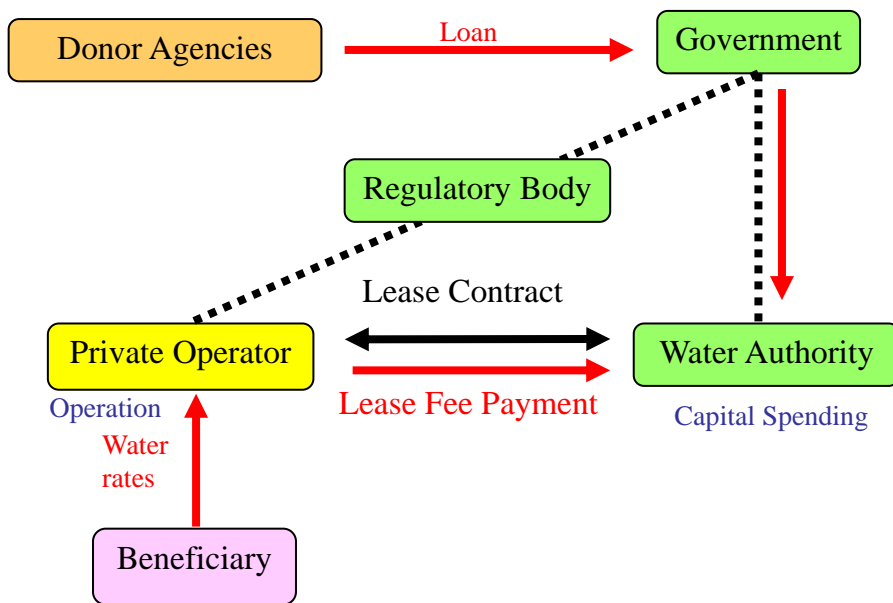 Donor Agencies
Loan
Government
Regulatory Body
Lease Contract
Private Operator
Water Authority
Operation
Lease Fee Payment
Capital Spending
Water
rates
Beneficiary